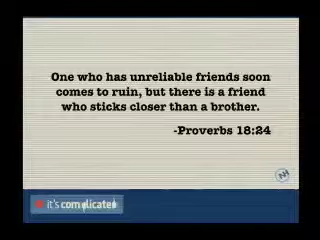 One who has unreliable friends soon
comes to ruin, but there is a friend
who sticks closer than a brother.
-Proverbs 18:24
it's complicated